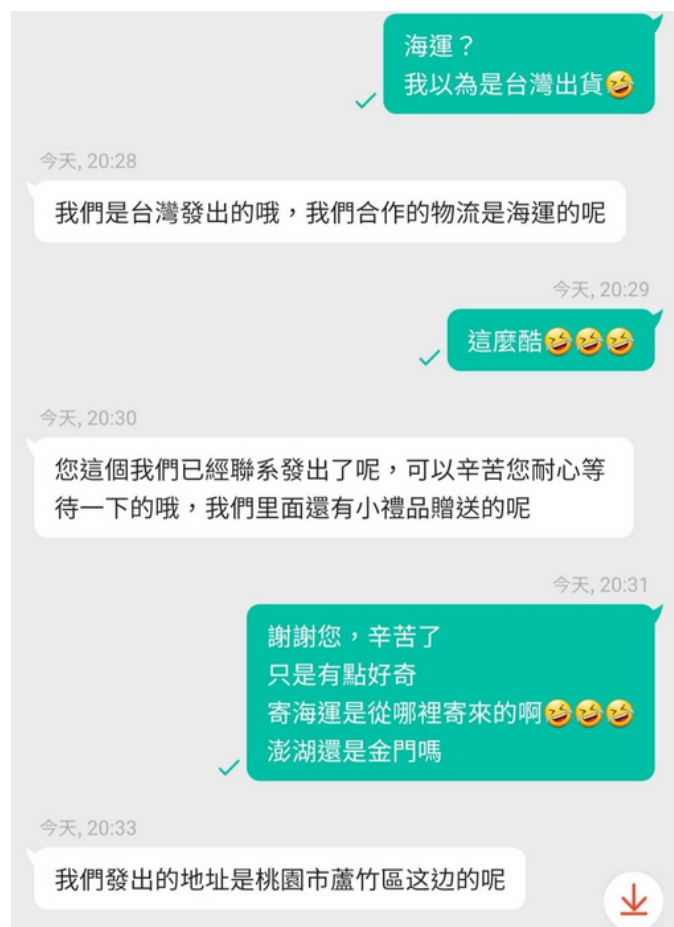 海運？
我以為是台灣出貨🤣
今天, 20:28
我們是台灣發出的哦，我們合作的物流是海運的呢
今天, 20:29
這麼酷🤣🤣🤣
今天, 20:30
您這個我們已經聯系發出了呢，可以辛苦您耐心等
待一下的哦，我們里面還有小禮品贈送的呢
今天, 20:31
謝謝您，辛苦了
只是有點好奇
寄海運是從哪裡寄來的啊🤣🤣🤣
澎湖還是金門嗎
今天, 20:33
我們發出的地址是桃園市蘆竹區这边的呢